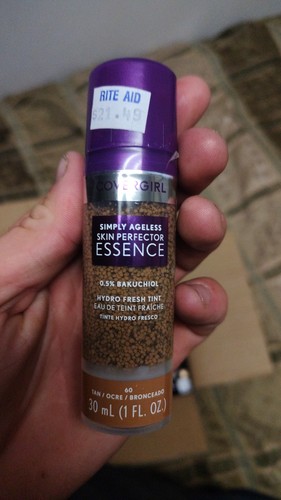 RITE AID
$21.49
COVERGIRL
SIMPLY AGELESS
SKIN PERFECTOR
ESSENCE
0.5% BAKUCHIOL
HYDRO FRESH TINT
EAU DE TEINT FRAÎCHE
TINTE HYDRO FRESCO
60
TAN / OCRE / BRONCEADO
30 mL (1 FL. OZ.)